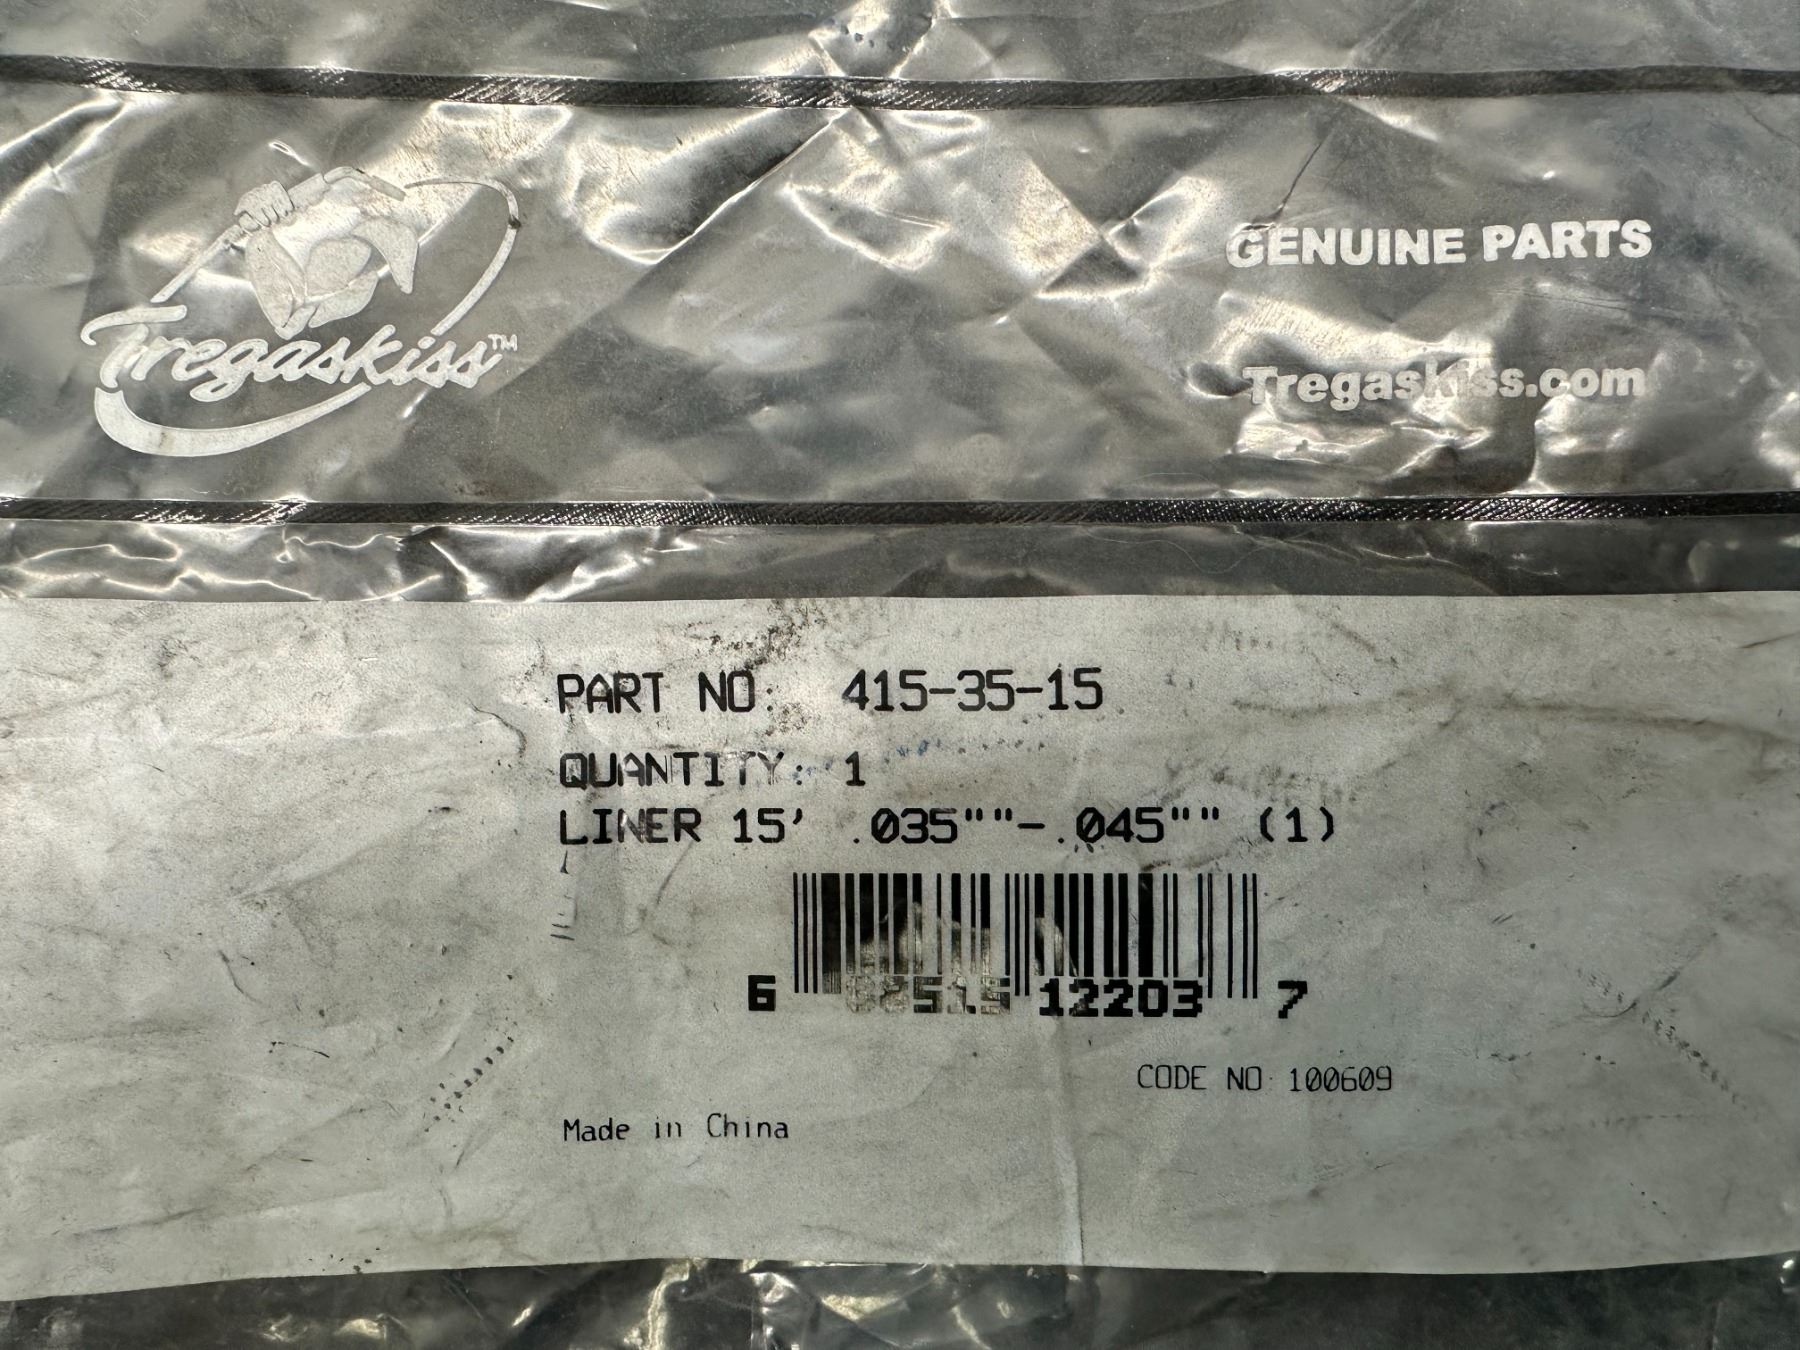 Tregaskiss™
GENUINE PARTS
Tregaskiss.com
PART NO: 415-35-15
QUANTITY: 1
LINER 15' .035""-.045"" (1)
6 12203 7
CODE NO: 100609
Made in China